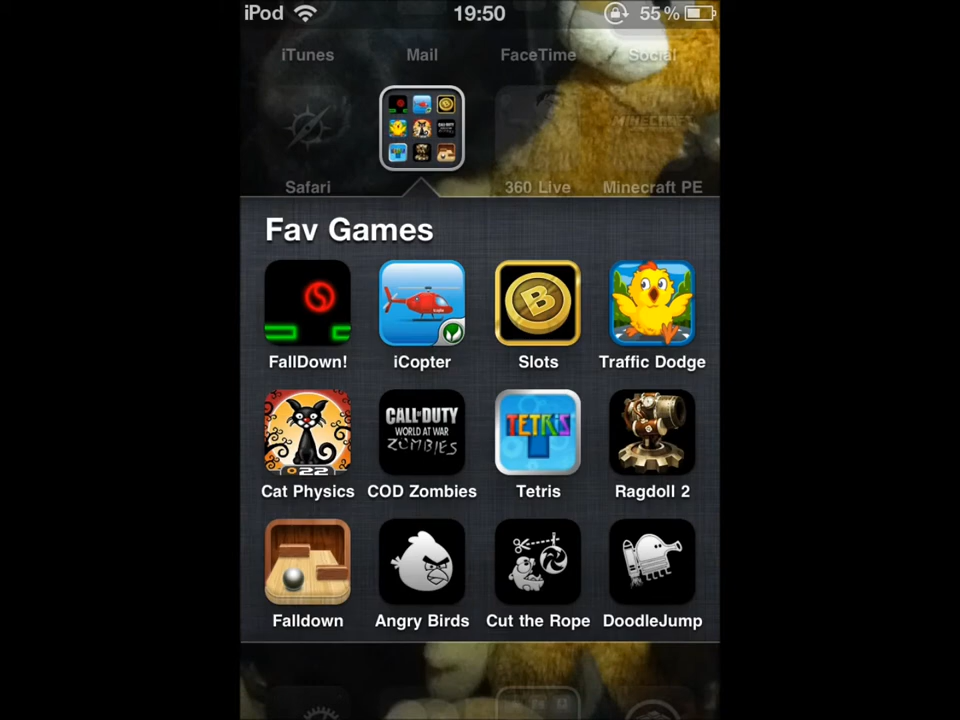 iPod 19:50 55%
iTunes Mail FaceTime Social
MINECRAFT
Safari 360 Live Minecraft PE
Fav Games
B
FallDown! iCopter Slots Traffic Dodge
22
CALL OF DUTY
WORLD AT WAR
ZOMBIES
TETRIS
Cat Physics COD Zombies Tetris Ragdoll 2
Falldown Angry Birds Cut the Rope DoodleJump